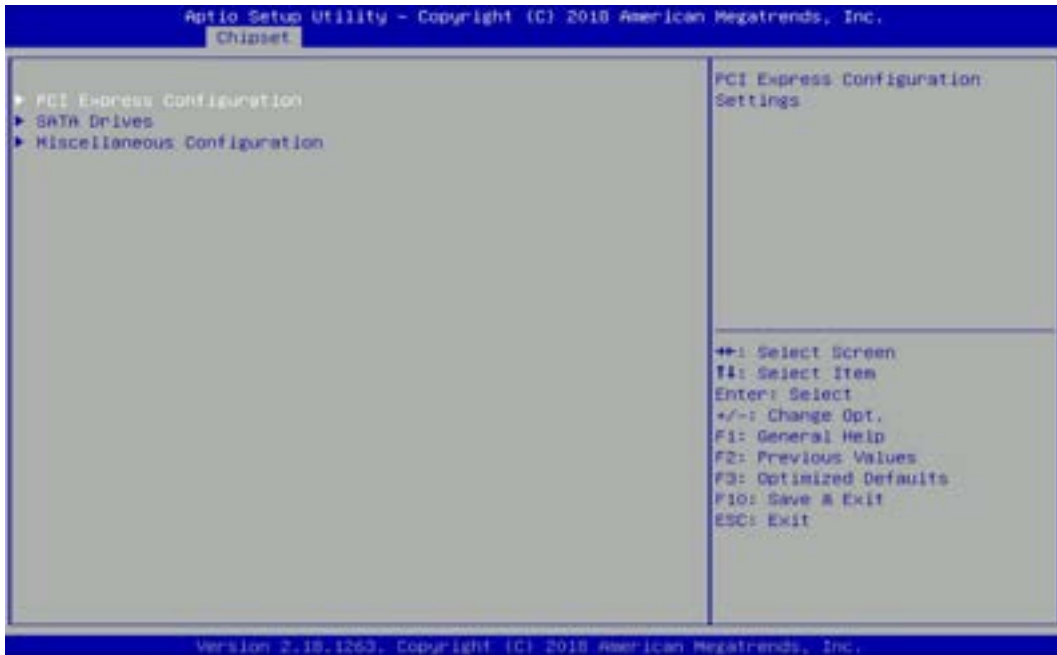 Aptio Setup Utility – Copyright (C) 2018 American Megatrends, Inc.
Chipset
► PCI Express Configuration
► SATA Drives
► Miscellaneous Configuration
PCI Express Configuration
Settings
→←: Select Screen
↑↓: Select Item
Enter: Select
+/-: Change Opt.
F1: General Help
F2: Previous Values
F3: Optimized Defaults
F10: Save & Exit
ESC: Exit
Version 2.18.1263. Copyright (C) 2018 American Megatrends, Inc.